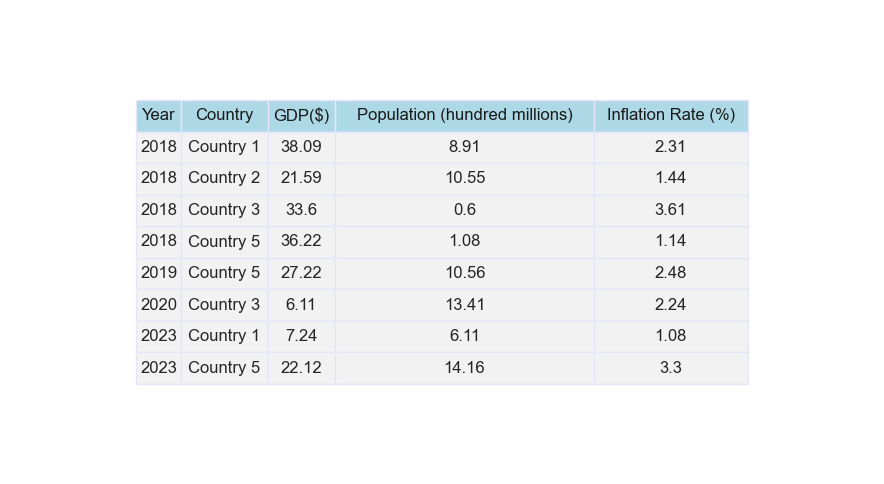 Year Country GDP($) Population (hundred millions) Inflation Rate (%)
2018 Country 1 38.09 8.91 2.31
2018 Country 2 21.59 10.55 1.44
2018 Country 3 33.6 0.6 3.61
2018 Country 5 36.22 1.08 1.14
2019 Country 5 27.22 10.56 2.48
2020 Country 3 6.11 13.41 2.24
2023 Country 1 7.24 6.11 1.08
2023 Country 5 22.12 14.16 3.3